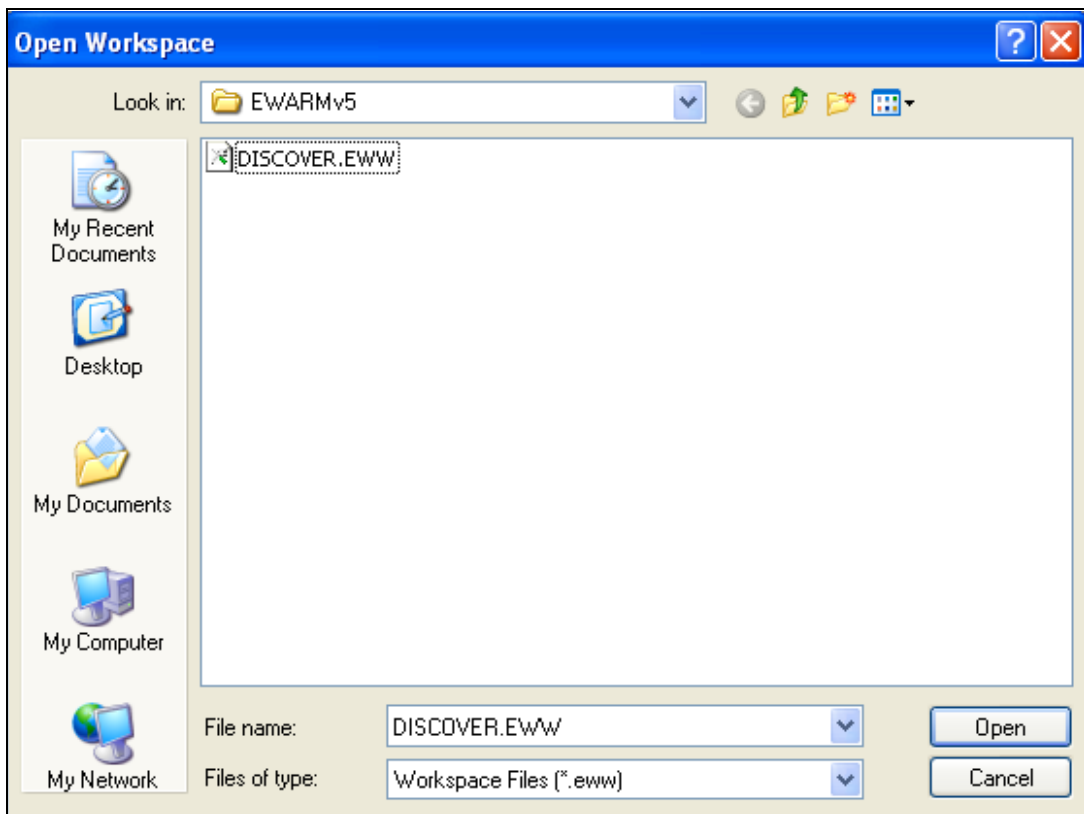 Open Workspace
?
Look in:
EWARMv5
DISCOVER.EWW
My Recent
Documents
Desktop
My Documents
My Computer
My Network
File name:
DISCOVER.EWW
Open
Files of type:
Workspace Files (*.eww)
Cancel